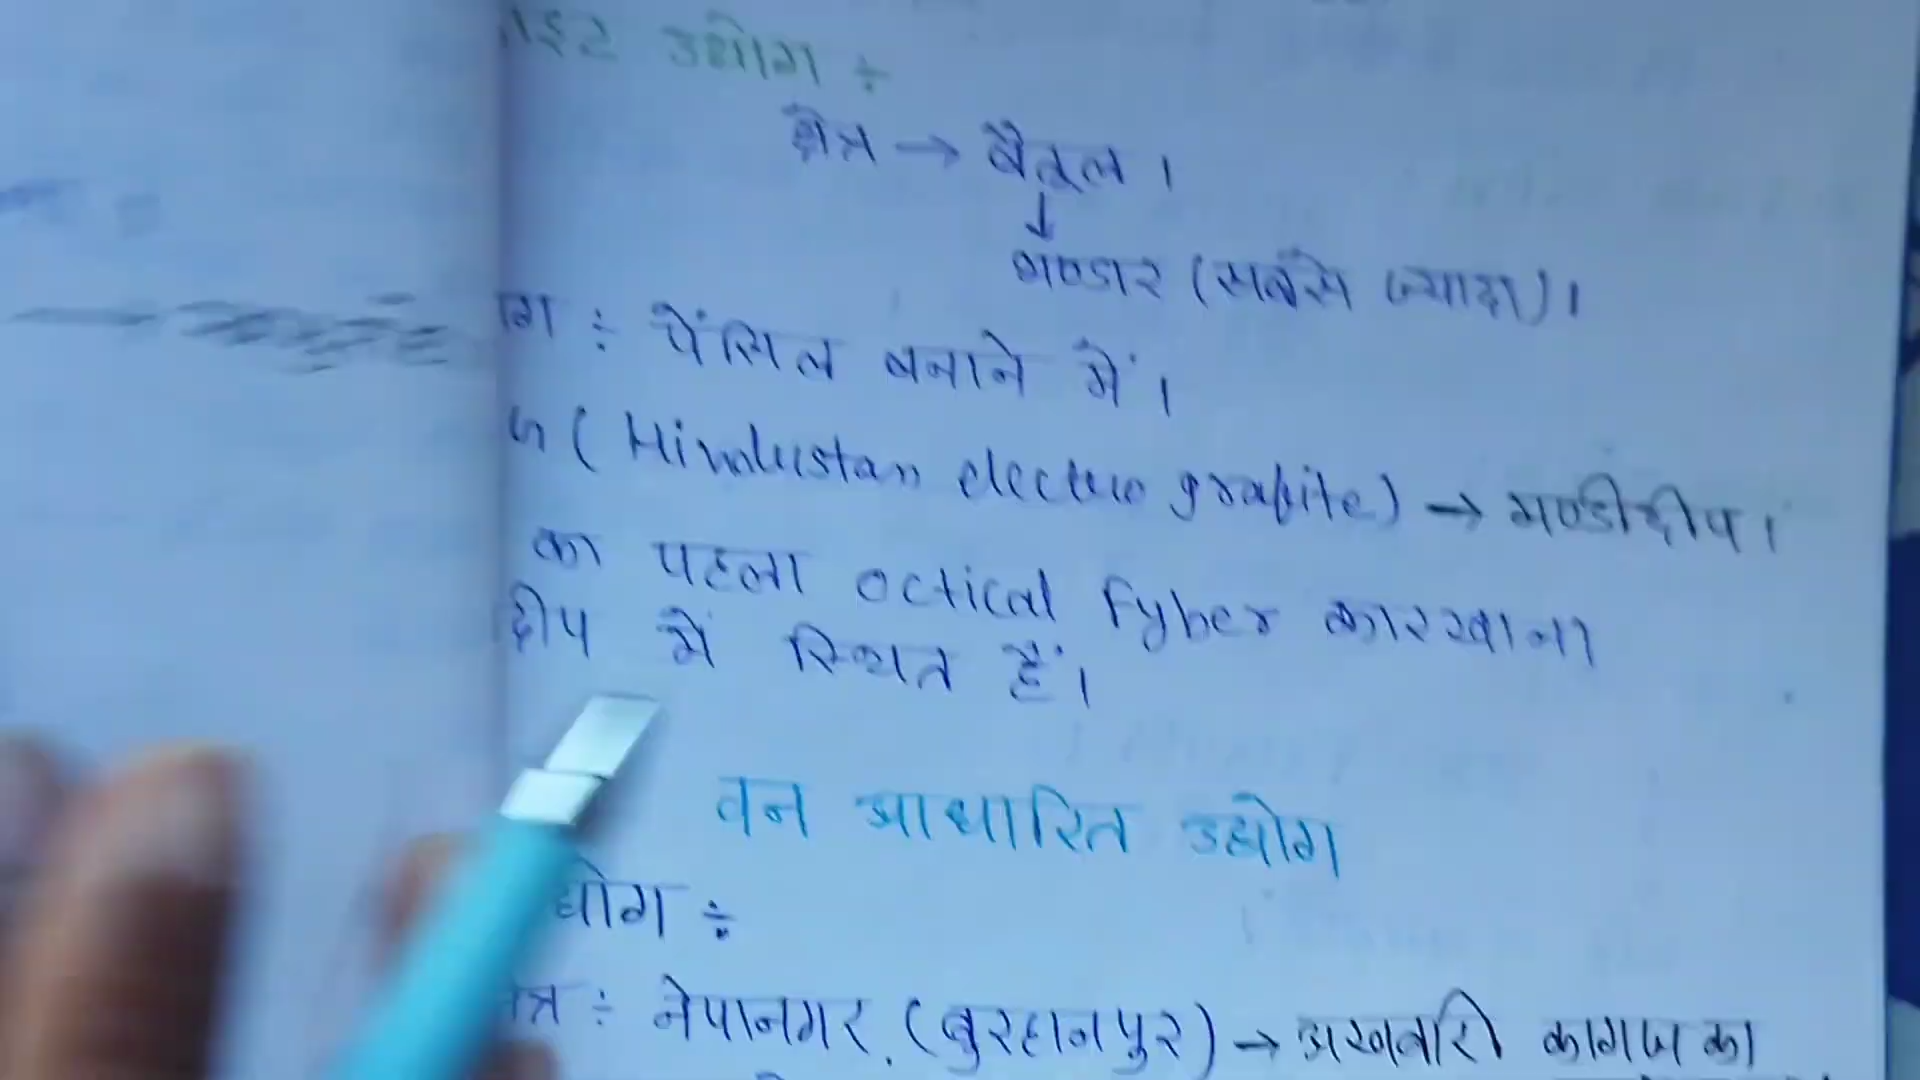 ाइट उद्योग ÷
क्षेत्र → बैतूल ।
↓
भण्डार (सबसे ज्यादा) ।
ाग ÷ पेंसिल बनाने में ।
( Hindustan electro grafite) → मण्डीदीप ।
का पहला octical fyber कारखाना
दीप में स्थित हैं ।
वन आधारित उद्योग
द्योग ÷
त्र ÷ नेपानगर, (बुरहानपुर) → अखबारी कागज का